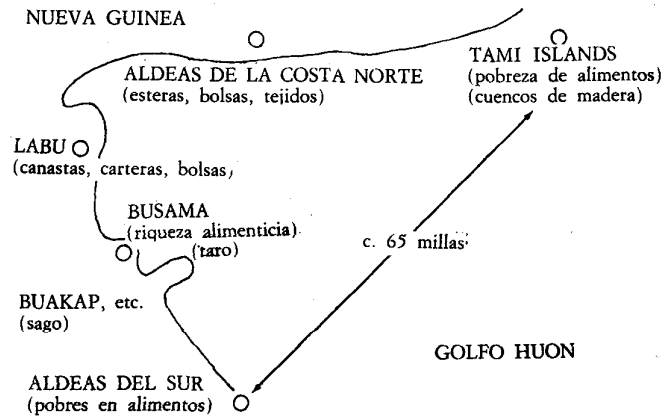 NUEVA GUINEA
TAMI ISLANDS
(pobreza de alimentos)
(cuencos de madera)
ALDEAS DE LA COSTA NORTE
(esteras, bolsas, tejidos)
LABU
(canastas, carteras, bolsas,
BUSAMA
(riqueza alimenticia)
(taro)
c. 65 millas
BUAKAP, etc.
(sago)
GOLFO HUON
ALDEAS DEL SUR
(pobres en alimentos)